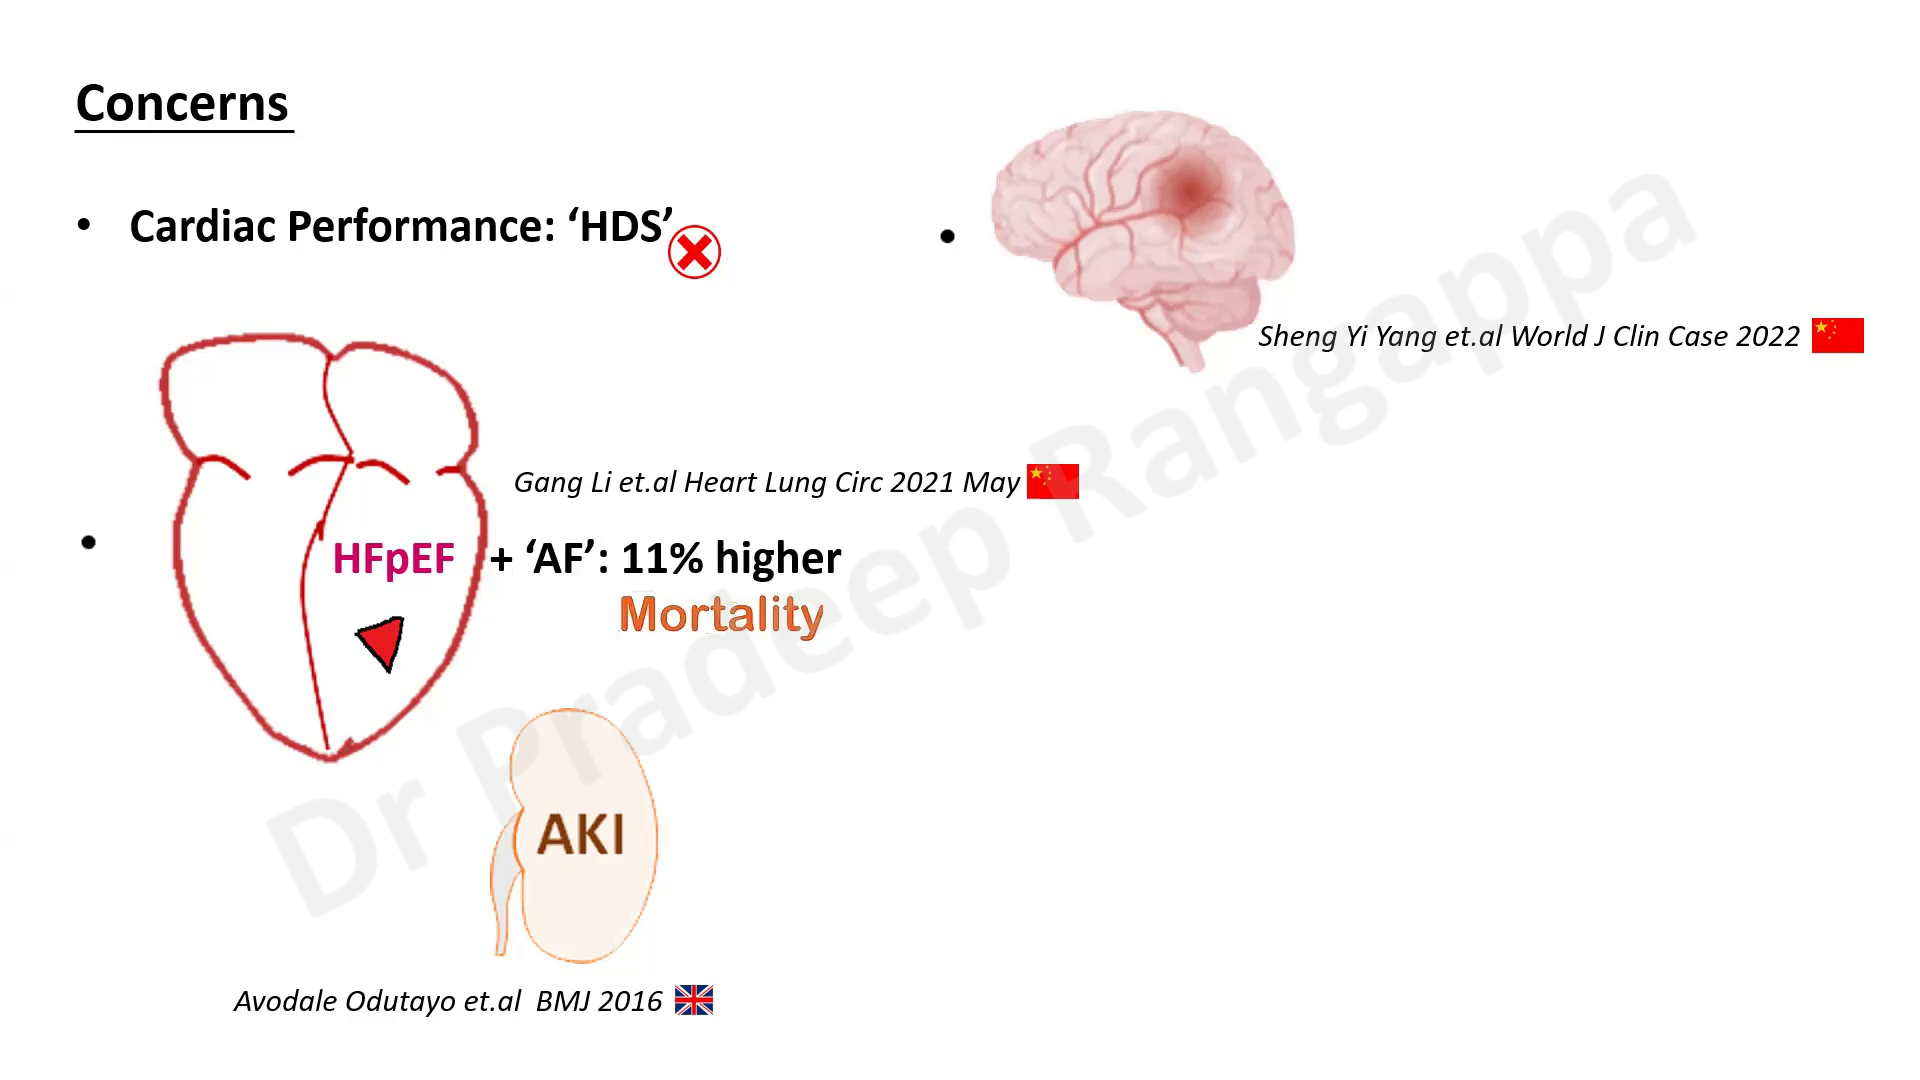 Concerns
• Cardiac Performance: ‘HDS’
•
Sheng Yi Yang et.al World J Clin Case 2022
Gang Li et.al Heart Lung Circ 2021 May
• HFpEF + ‘AF’: 11% higher
Mortality
AKI
Avodale Odutayo et.al BMJ 2016
Dr Pradeep Rangappa